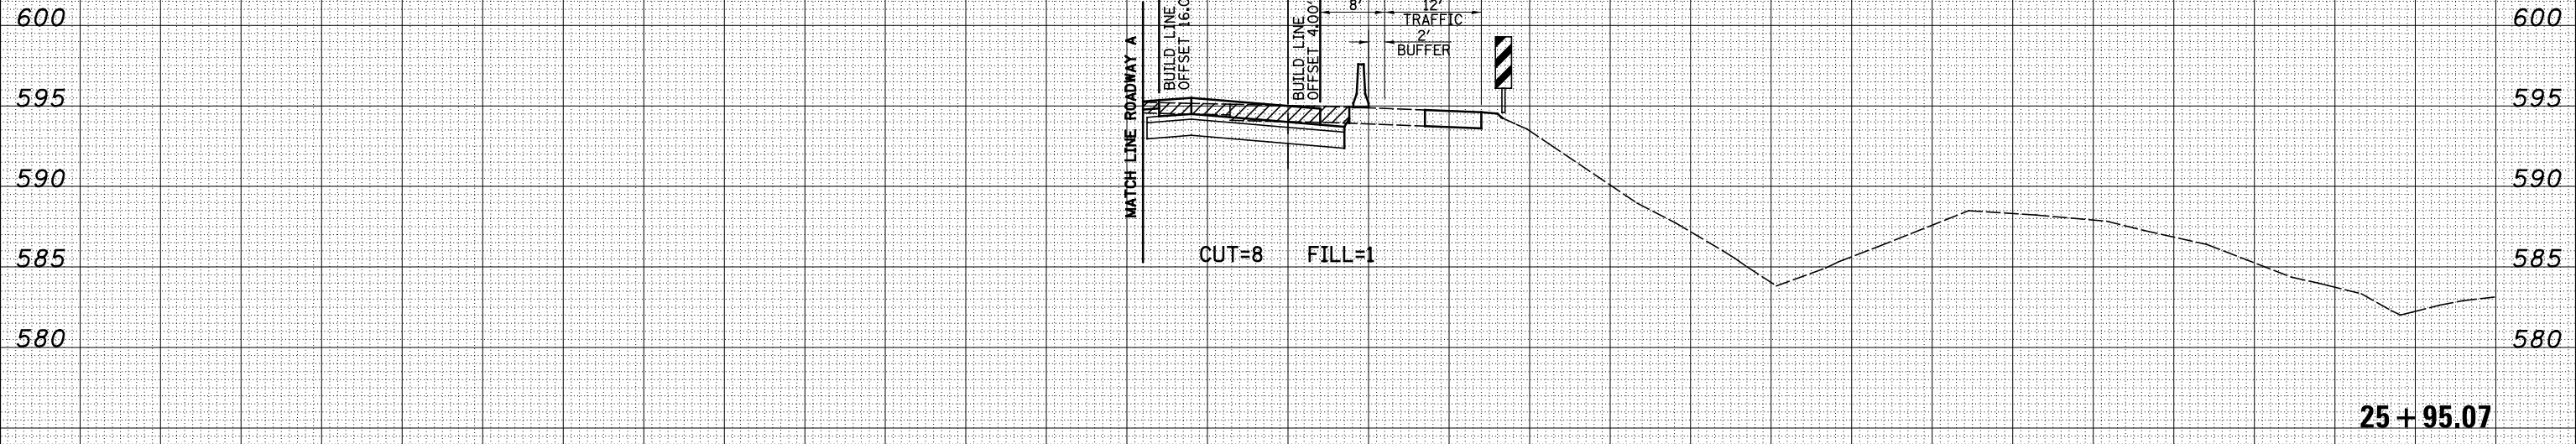 600
600
BUILD LINE
OFFSET 16.0
BUILD LINE
OFFSET 4.00'
8'
12'
TRAFFIC
2'
BUFFER
MATCH LINE ROADWAY A
595
595
590
590
CUT=8 FILL=1
585
585
580
580
25+95.07